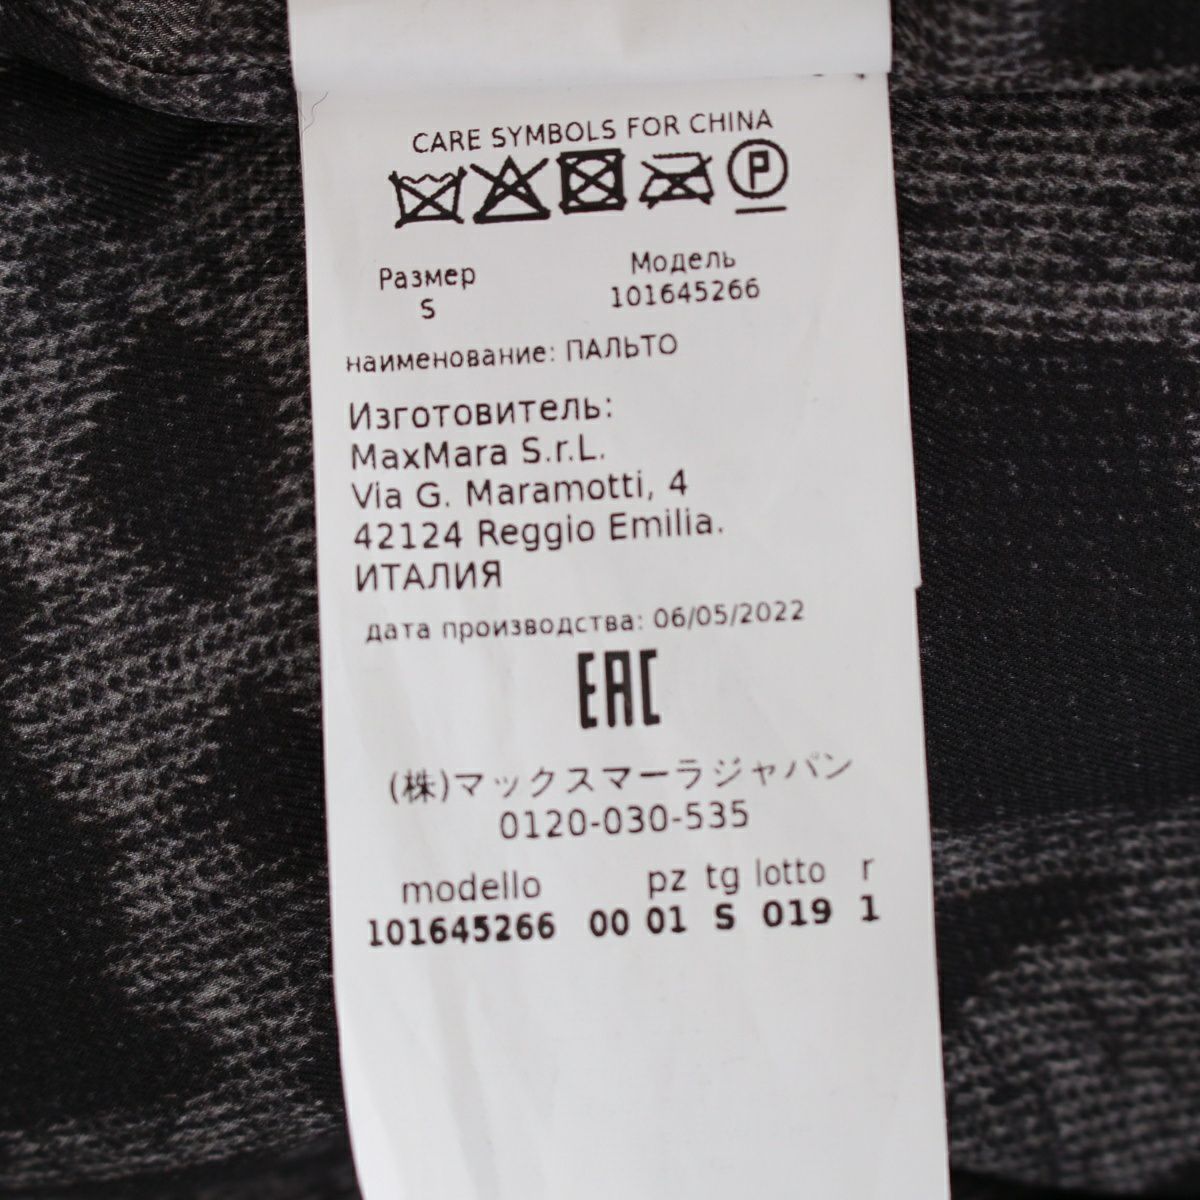 CARE SYMBOLS FOR CHINA
P
Размер Модель
S 101645266
наименование: ПАЛЬТО
Изготовитель:
MaxMara S.r.L.
Via G. Maramotti, 4
42124 Reggio Emilia.
ИТАЛИЯ
дата производства: 06/05/2022
EAC
(株)マックスマーラジャパン
0120-030-535
modello pz tg lotto r
101645266 00 01 S 019 1